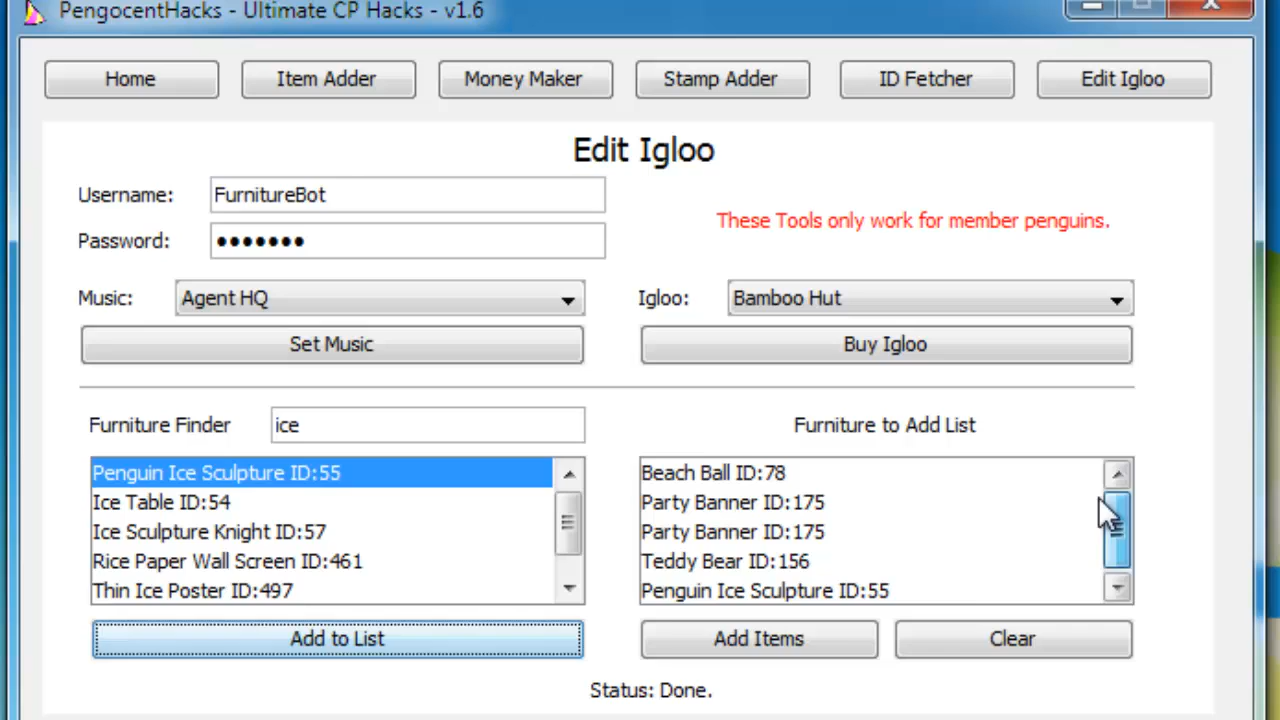 PengocentHacks - Ultimate CP Hacks - v1.6
Home Item Adder Money Maker Stamp Adder ID Fetcher Edit Igloo
Edit Igloo
Username: FurnitureBot
These Tools only work for member penguins.
Password: •••••••
Music: Agent HQ Igloo: Bamboo Hut
Set Music Buy Igloo
Furniture Finder ice Furniture to Add List
Penguin Ice Sculpture ID:55 Beach Ball ID:78
Ice Table ID:54 Party Banner ID:175
Ice Sculpture Knight ID:57 Party Banner ID:175
Rice Paper Wall Screen ID:461 Teddy Bear ID:156
Thin Ice Poster ID:497 Penguin Ice Sculpture ID:55
Add to List Add Items Clear
Status: Done.